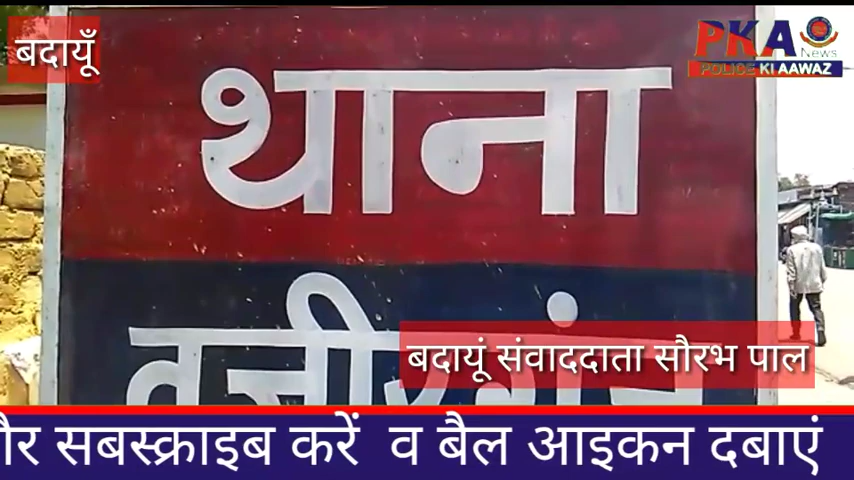 बदायूँ
PKA
News
POLICE KI AAWAZ
थाना
बदायूं संवाददाता सौरभ पाल
सबस्क्राइब करें व बैल आइकन दबाएं